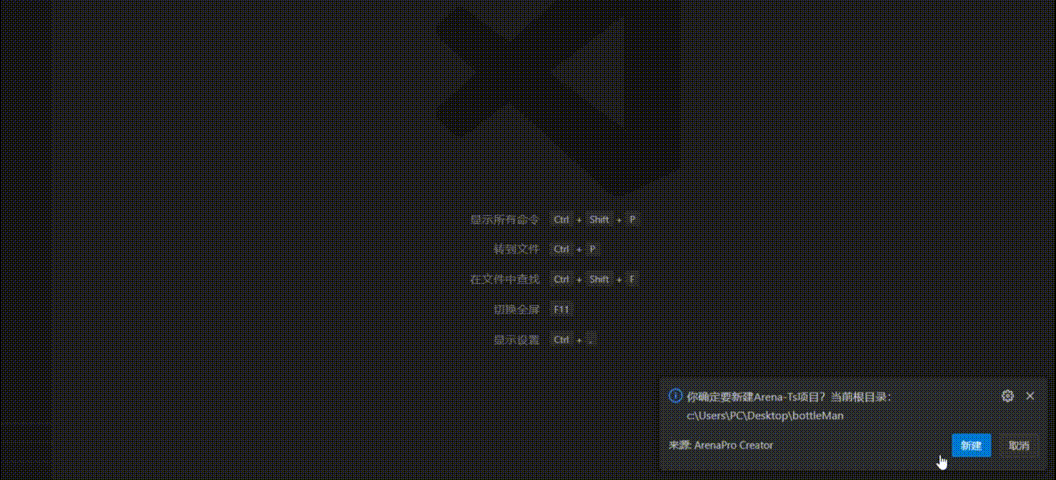 显示所有命令 Ctrl + Shift + P
转到文件 Ctrl + P
在文件中查找 Ctrl + Shift + F
切换全屏 F11
显示设置 Ctrl + ,
你确定要新建Arena-Ts项目？当前根目录：
c:\Users\PC\Desktop\bottleMan
来源: ArenaPro Creator
新建 取消